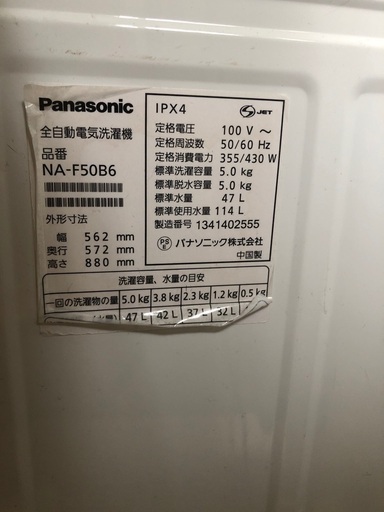 Panasonic
全自動電気洗濯機
品番
NA-F50B6
外形寸法
幅 562 mm
奥行 572 mm
高さ 880 mm
IPX4
S JET
定格電圧 100 V ～
定格周波数 50/60 Hz
定格消費電力 355/430 W
標準洗濯容量 5.0 kg
標準脱水容量 5.0 kg
標準水量 47 L
標準使用水量 114 L
製造番号 1341402555
PSE パナソニック株式会社
中国製
洗濯容量、水量の目安
一回の洗濯物の量 5.0 kg 3.8 kg 2.3 kg 1.2 kg 0.5 kg
47 L 42 L 37 L 32 L